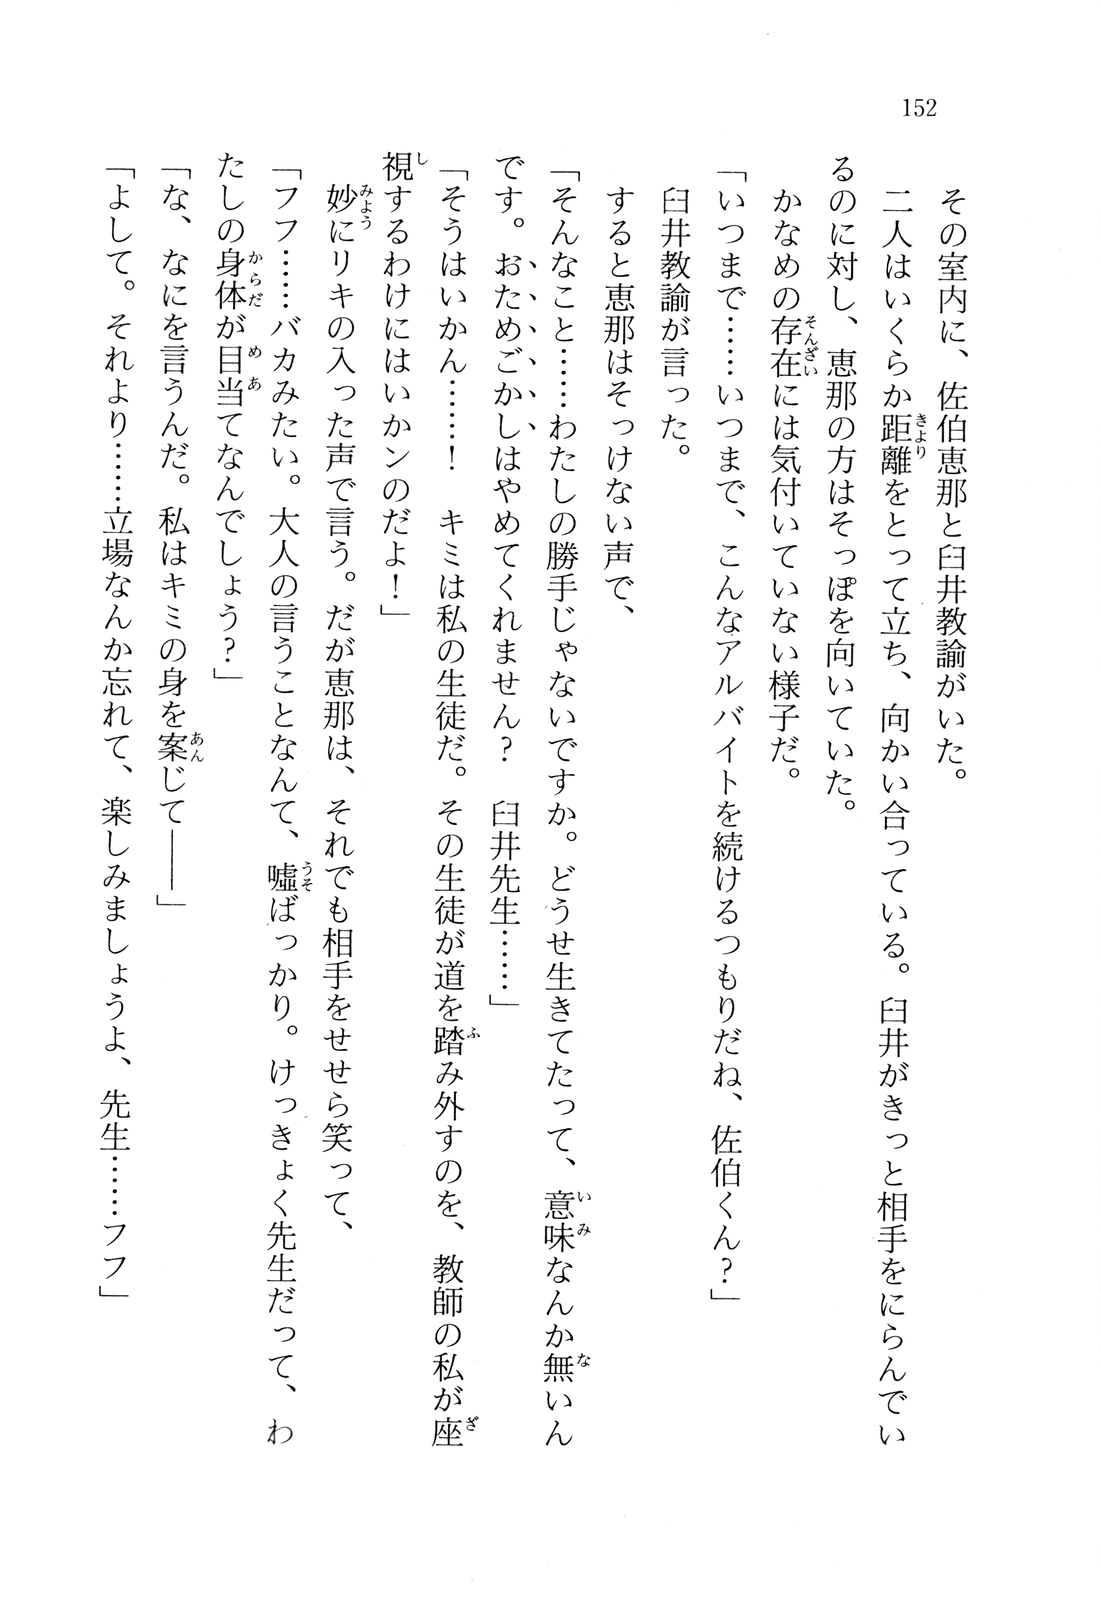 152
その室内に、佐伯恵那と臼井教諭がいた。
二人はいくらか距離をとって立ち、向かい合っている。臼井がきっと相手をにらんでい
るのに対し、恵那の方はそっぽを向いていた。
かなめの存在には気付いていない様子だ。
「いつまで……いつまで、こんなアルバイトを続けるつもりだね、佐伯くん？」
臼井教諭が言った。
すると恵那はそっけない声で、
「そんなこと……わたしの勝手じゃないですか。どうせ生きてたって、意味なんか無いん
です。おためごかしはやめてくれません？　臼井先生……」
「そうはいかん……！　キミは私の生徒だ。その生徒が道を踏み外すのを、教師の私が座
視するわけにはいかンのだよ！」
妙にリキの入った声で言う。だが恵那は、それでも相手をせせら笑って、
「フフ……バカみたい。大人の言うことなんて、嘘ばっかり。けっきょく先生だって、わ
たしの身体が目当てなんでしょう？」
「な、なにを言うんだ。私はキミの身を案じて――」
「よして。それより……立場なんか忘れて、楽しみましょうよ、先生……フフ」